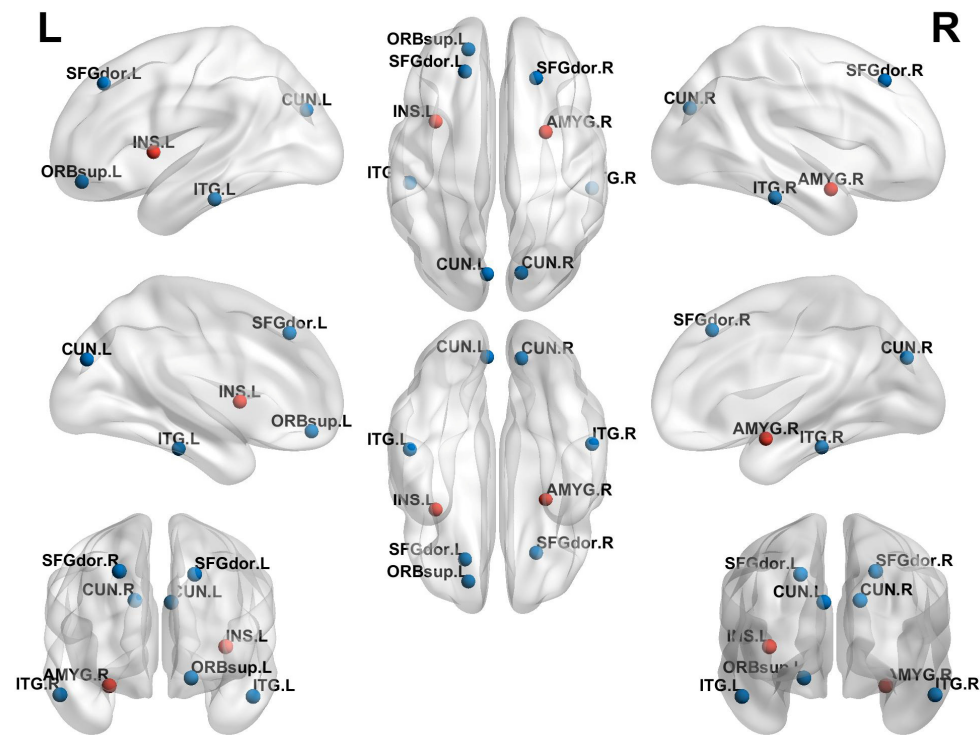 L
R
SFGdor.L
CUN.L
INS.L
ORBsup.L
ITG.L
ORBsup.L
SFGdor.L
SFGdor.R
INS.L
AMYG.R
ITG
G.R
CUN.L
CUN.R
SFGdor.R
CUN.R
ITG.R
AMYG.R
SFGdor.L
CUN.L
INS.L
ORBsup.L
ITG.L
CUN.L
CUN.R
ITG.L
ITG.R
INS.L
AMYG.R
SFGdor.L
SFGdor.R
ORBsup.L
SFGdor.R
CUN.R
AMYG.R
ITG.R
SFGdor.R
SFGdor.L
CUN.R
CUN.L
INS.L
AMYG.R
ORBsup.L
ITG.R
ITG.L
SFGdor.L
SFGdor.R
CUN.L
CUN.R
INS.L
ORBsup.L
AMYG.R
ITG.L
ITG.R